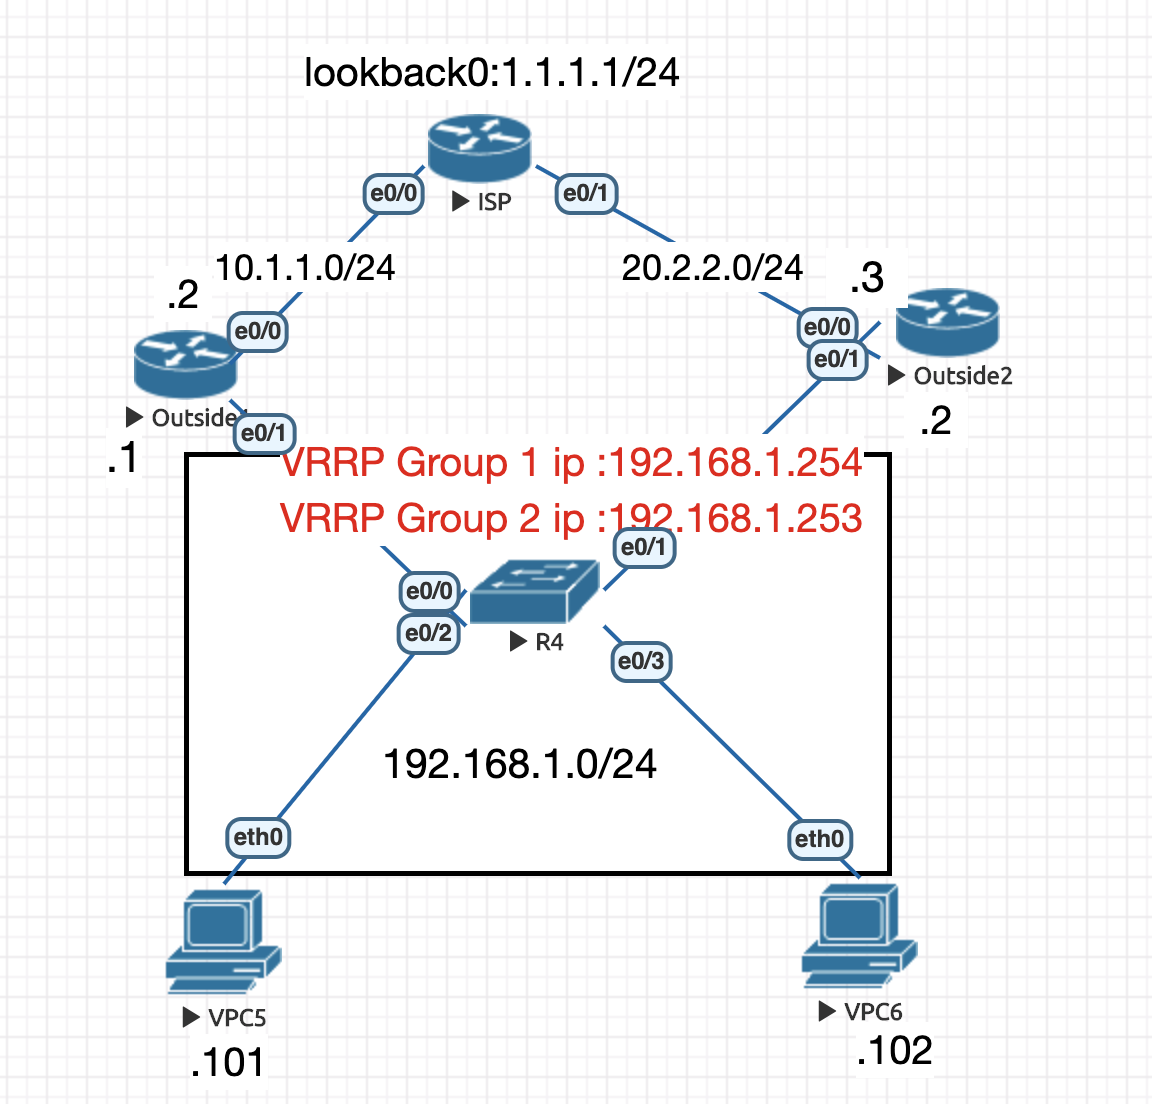 lookback0:1.1.1.1/24
e0/0
e0/1
ISP
10.1.1.0/24
20.2.2.0/24
.3
.2
e0/0
e0/0
e0/1
Outside2
Outside1
.2
e0/1
.1
VRRP Group 1 ip :192.168.1.254
VRRP Group 2 ip :192.168.1.253
e0/1
e0/0
e0/2
R4
e0/3
192.168.1.0/24
eth0
eth0
VPC5
VPC6
.101
.102